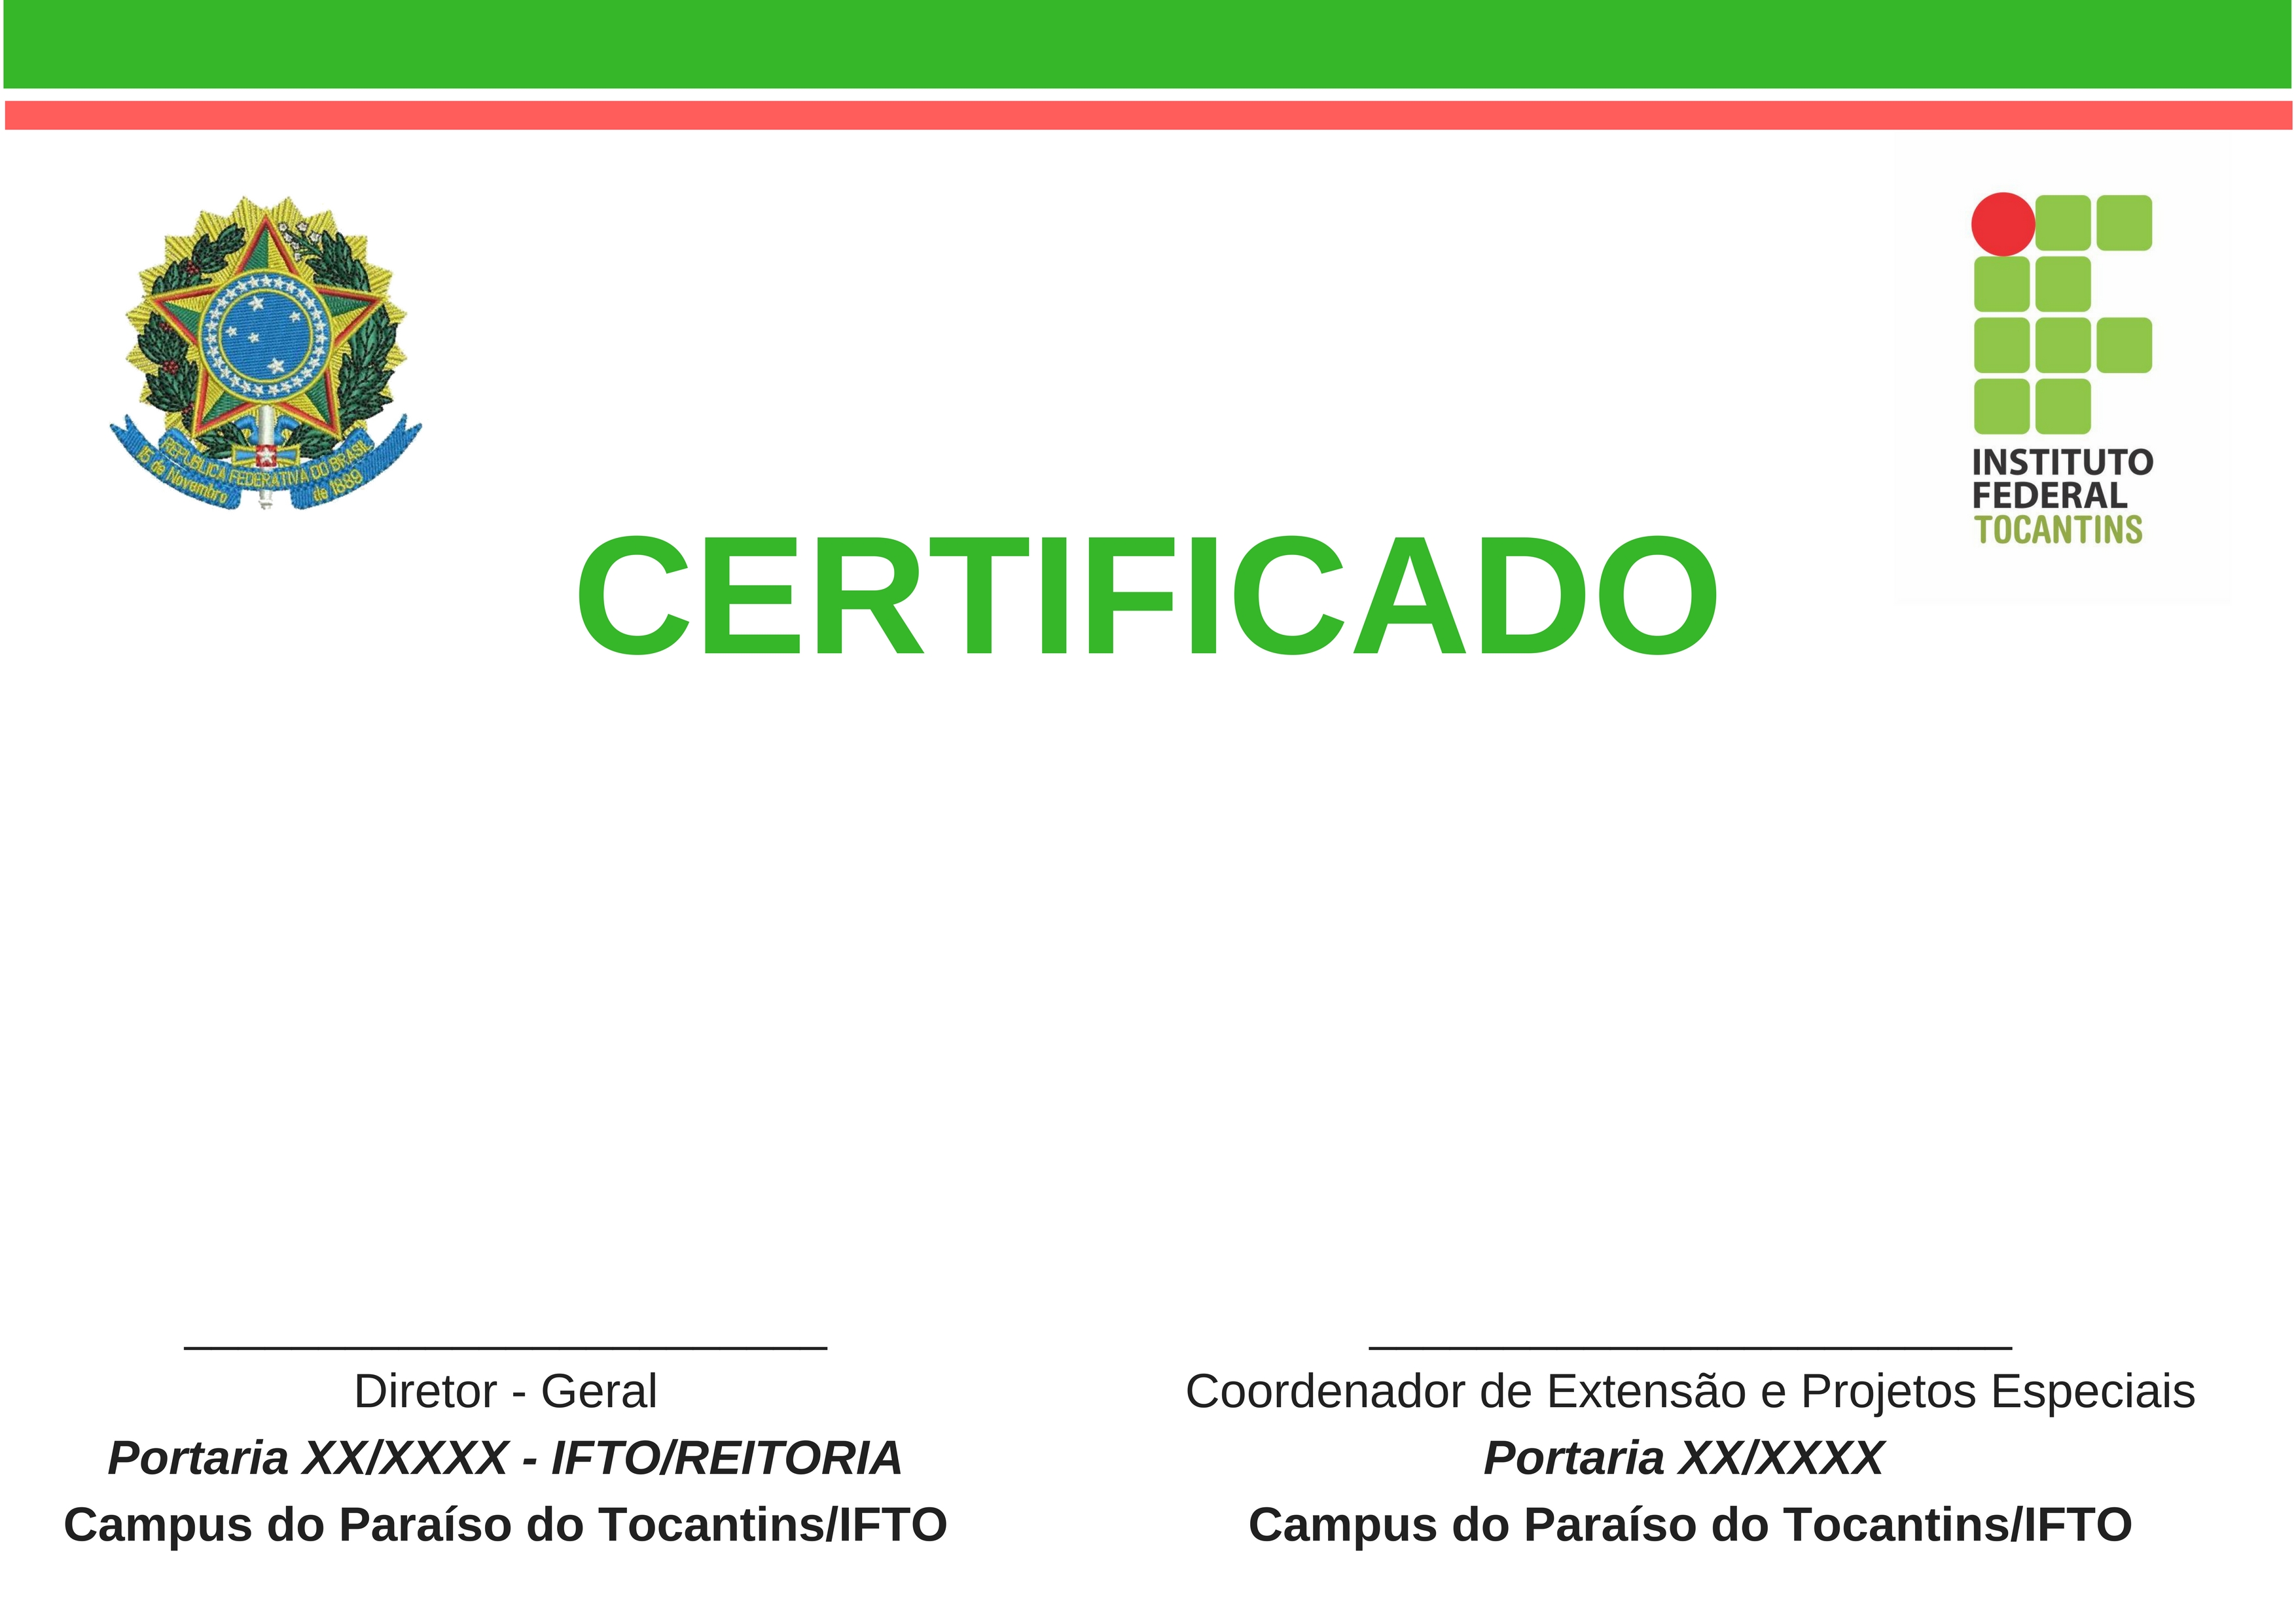 REPÚBLICA FEDERATIVA DO BRASIL
15 de Novembro de 1889
INSTITUTO
FEDERAL
TOCANTINS
CERTIFICADO
Diretor - Geral
Portaria XX/XXXX - IFTO/REITORIA
Campus do Paraíso do Tocantins/IFTO
Coordenador de Extensão e Projetos Especiais
Portaria XX/XXXX
Campus do Paraíso do Tocantins/IFTO